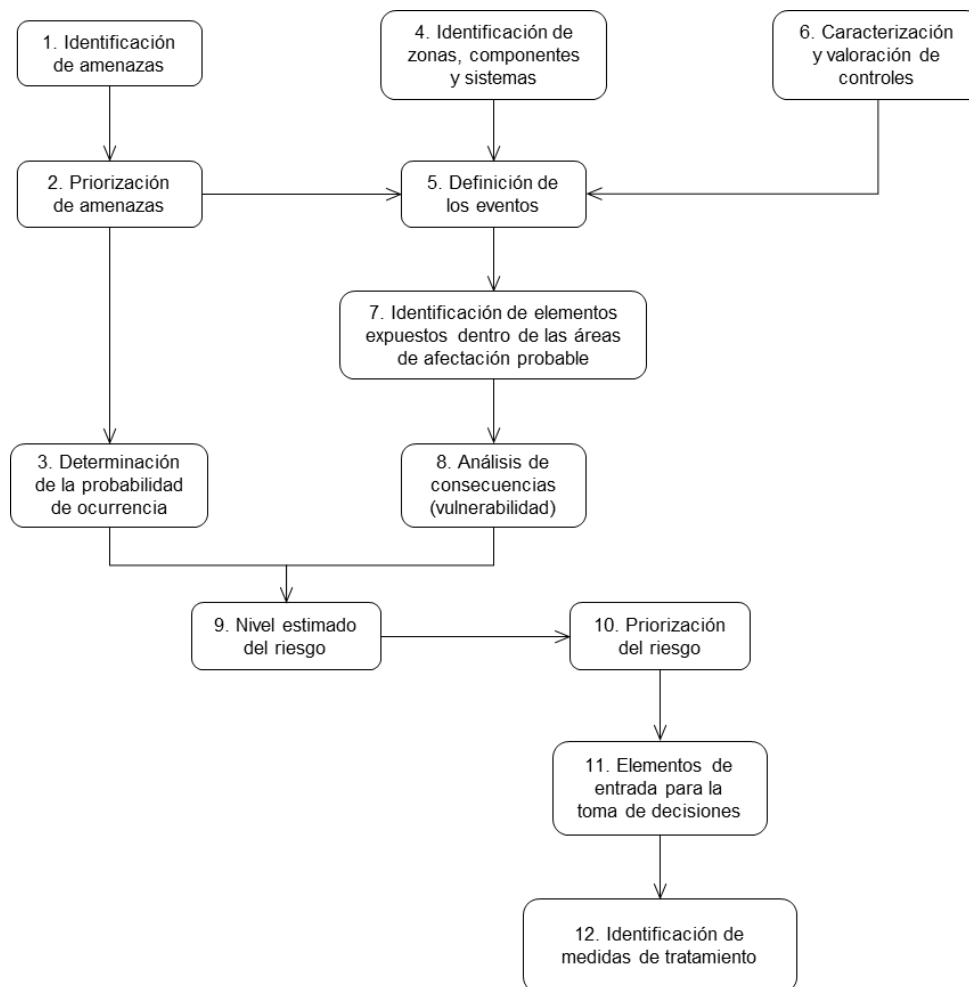 1. Identificación
de amenazas
4. Identificación de
zonas, componentes
y sistemas
6. Caracterización
y valoración de
controles
2. Priorización
de amenazas
5. Definición de
los eventos
7. Identificación de elementos
expuestos dentro de las áreas
de afectación probable
3. Determinación
de la probabilidad
de ocurrencia
8. Análisis de
consecuencias
(vulnerabilidad)
9. Nivel estimado
del riesgo
10. Priorización
del riesgo
11. Elementos de
entrada para la
toma de decisiones
12. Identificación de
medidas de tratamiento